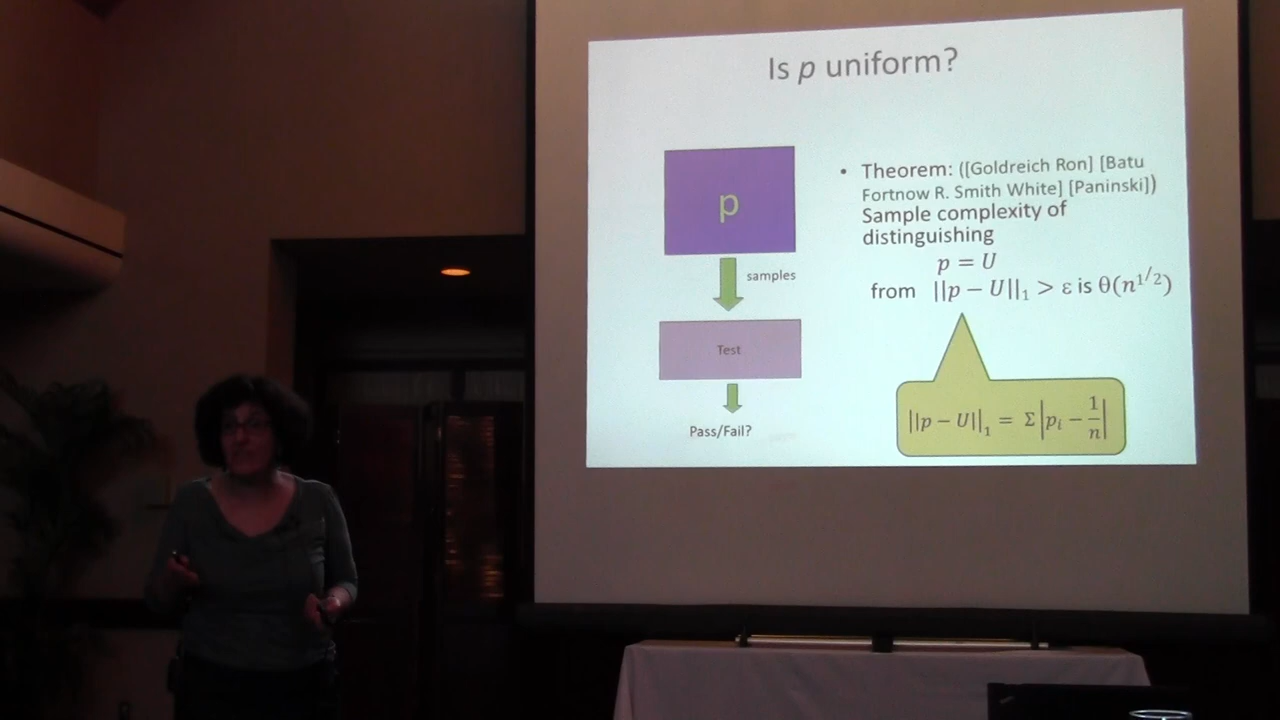 Is p uniform?
p
samples
Test
Pass/Fail?
• Theorem: ([Goldreich Ron] [Batu
Fortnow R. Smith White] [Paninski])
Sample complexity of
distinguishing
p = U
from ||p − U||₁ > ε is θ(n^{1/2})
||p − U||₁ = Σ|p_i − 1/n|